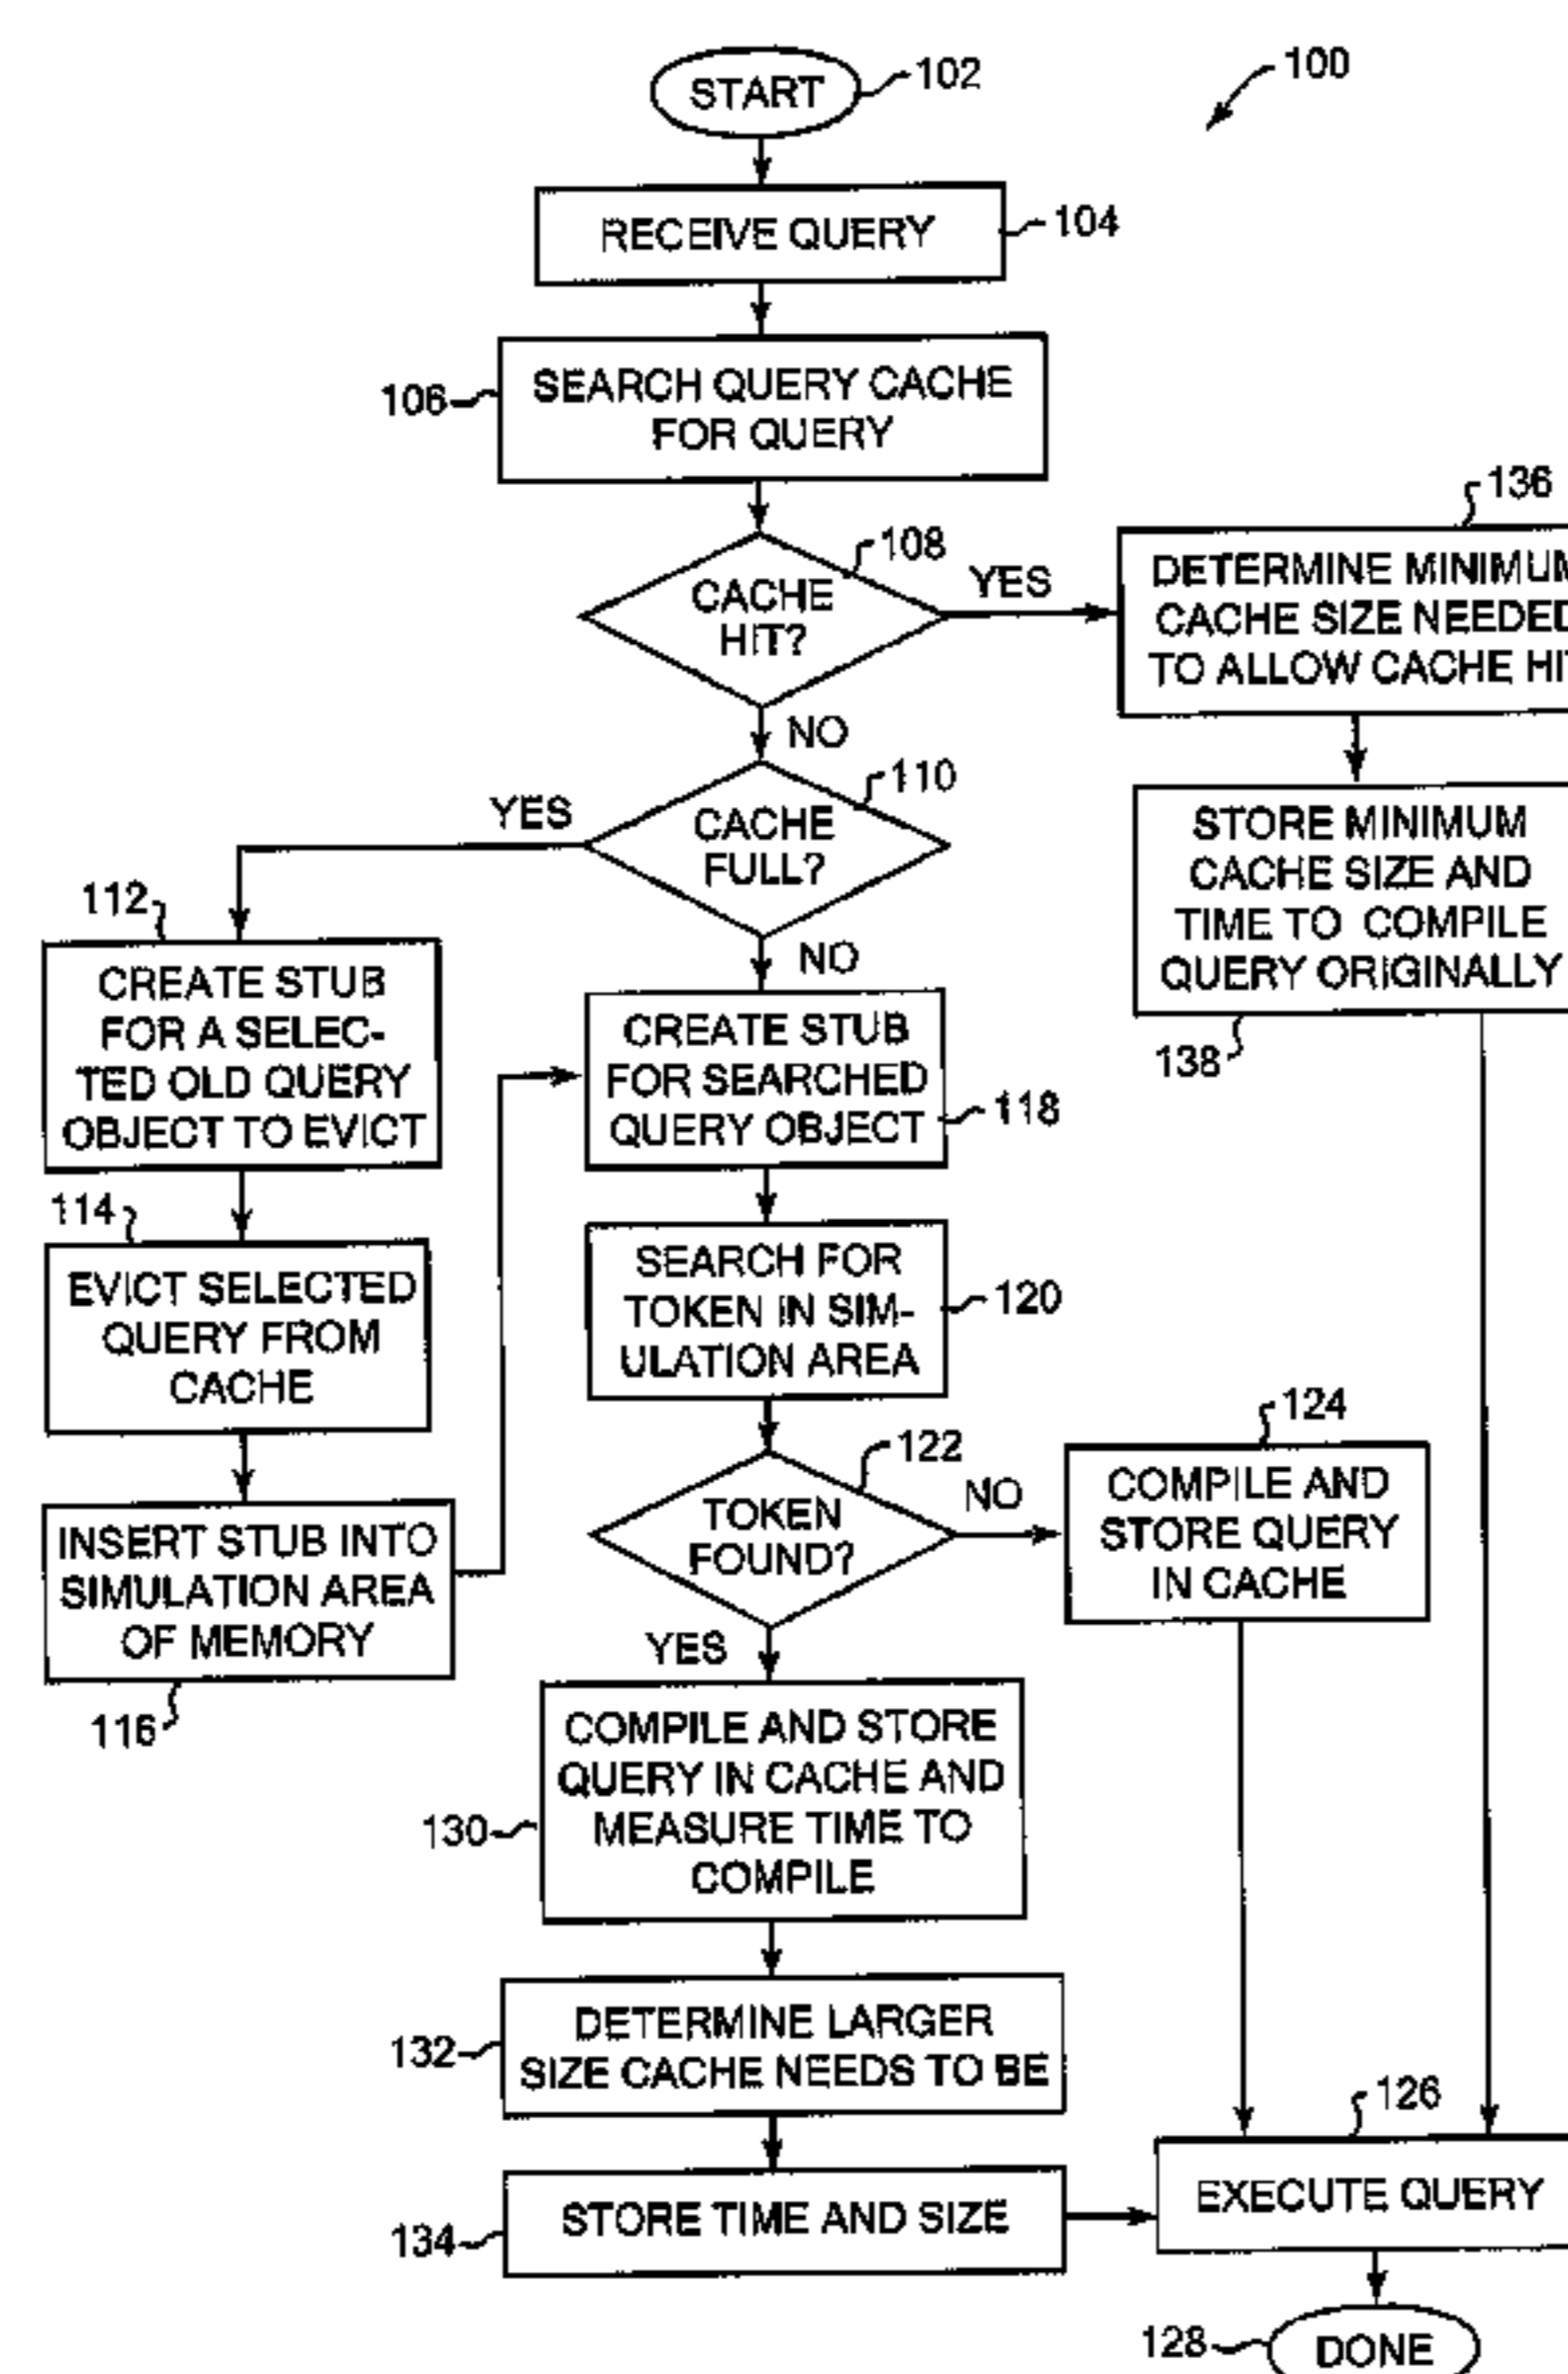 START
102
100
RECEIVE QUERY
104
106
SEARCH QUERY CACHE
FOR QUERY
108
CACHE
HIT?
YES
136
DETERMINE MINIMUM
CACHE SIZE NEEDED
TO ALLOW CACHE HIT
NO
110
CACHE
FULL?
YES
NO
STORE MINIMUM
CACHE SIZE AND
TIME TO COMPILE
QUERY ORIGINALLY
138
112
CREATE STUB
FOR A SELEC-
TED OLD QUERY
OBJECT TO EVICT
CREATE STUB
FOR SEARCHED
QUERY OBJECT
118
114
EVICT SELECTED
QUERY FROM
CACHE
SEARCH FOR
TOKEN IN SIM-
ULATION AREA
120
INSERT STUB INTO
SIMULATION AREA
OF MEMORY
116
122
TOKEN
FOUND?
NO
124
COMPILE AND
STORE QUERY
IN CACHE
YES
COMPILE AND STORE
QUERY IN CACHE AND
MEASURE TIME TO
COMPILE
130
132
DETERMINE LARGER
SIZE CACHE NEEDS TO BE
134
STORE TIME AND SIZE
126
EXECUTE QUERY
128
DONE